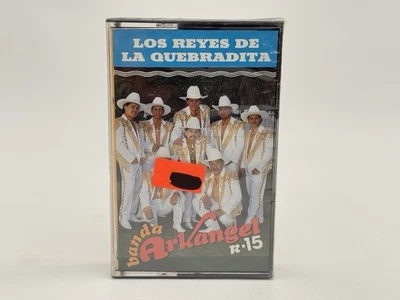 LOS REYES DE
LA QUEBRADITA
banda
Arkangel
R·15